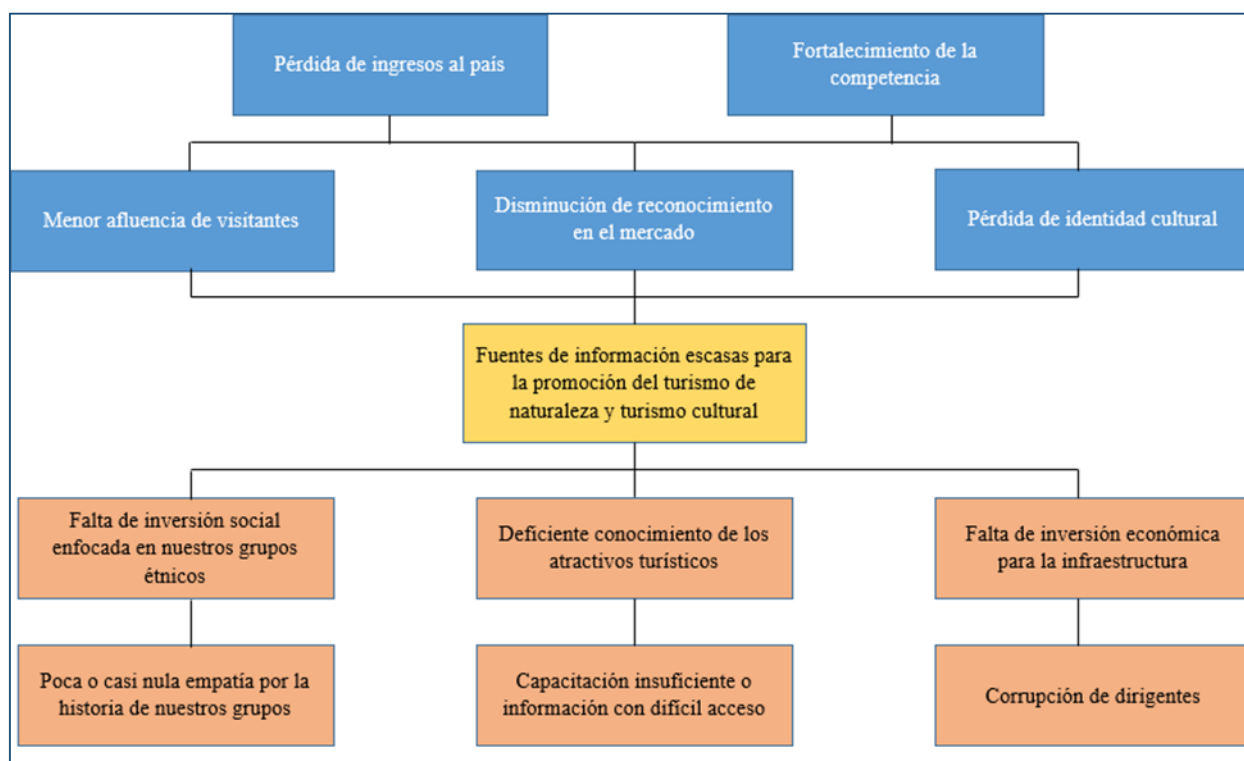 Pérdida de ingresos al país
Fortalecimiento de la
competencia
Menor afluencia de visitantes
Disminución de reconocimiento
en el mercado
Pérdida de identidad cultural
Fuentes de información escasas para
la promoción del turismo de
naturaleza y turismo cultural
Falta de inversión social
enfocada en nuestros grupos
étnicos
Deficiente conocimiento de los
atractivos turísticos
Falta de inversión económica
para la infraestructura
Poca o casi nula empatía por la
historia de nuestros grupos
Capacitación insuficiente o
información con difícil acceso
Corrupción de dirigentes